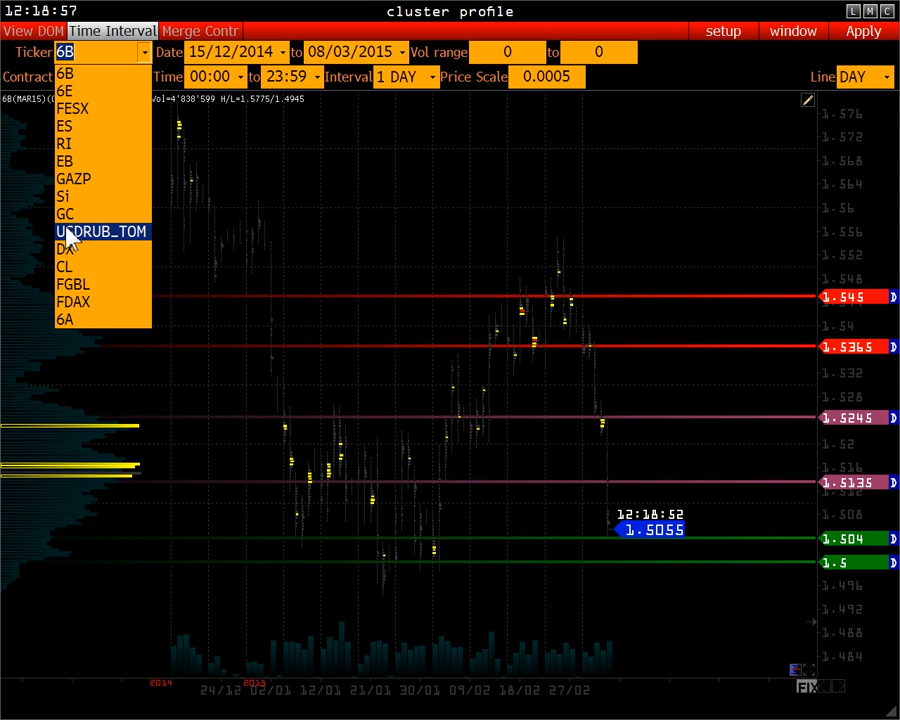 12:18:57
cluster profile
L M C
View DOM Time Interval Merge Contr
setup window Apply
Ticker 6B Date 15/12/2014 to 08/03/2015 Vol range 0 to 0
Contract Time 00:00 to 23:59 Interval 1 DAY Price Scale 0.0005 Line DAY
6B(MAR15)( Vol=4'838'599 H/L=1.5775/1.4945
6B
6E
FESX
ES
RI
EB
GAZP
Si
GC
USDRUB_TOM
DX
CL
FGBL
FDAX
6A
1.576
1.572
1.568
1.564
1.56
1.556
1.552
1.548
1.545 D
1.54
1.5365 D
1.532
1.528
1.5245 D
1.52
1.516
1.5135 D
1.512
1.508
12:18:52
1.5055
1.504 D
1.5 D
1.496
1.492
1.488
1.484
2014 2015
24/12 02/01 12/01 21/01 30/01 09/02 18/02 27/02
FIX